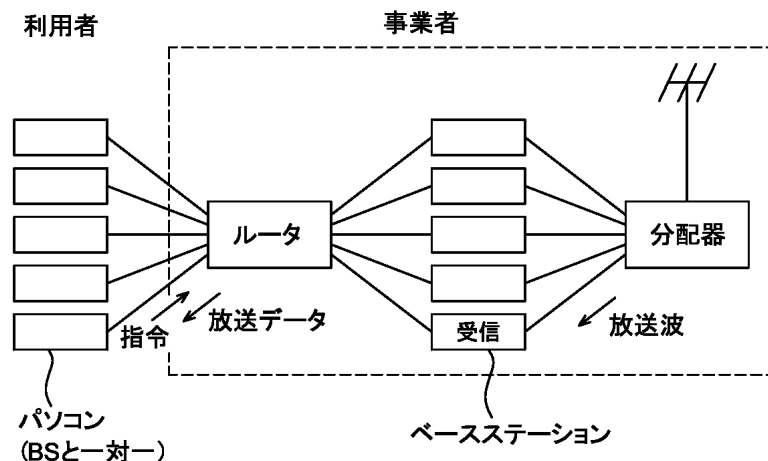 利用者
事業者
ルータ
分配器
指令
放送データ
受信
放送波
パソコン
(BSと一対一)
ベースステーション